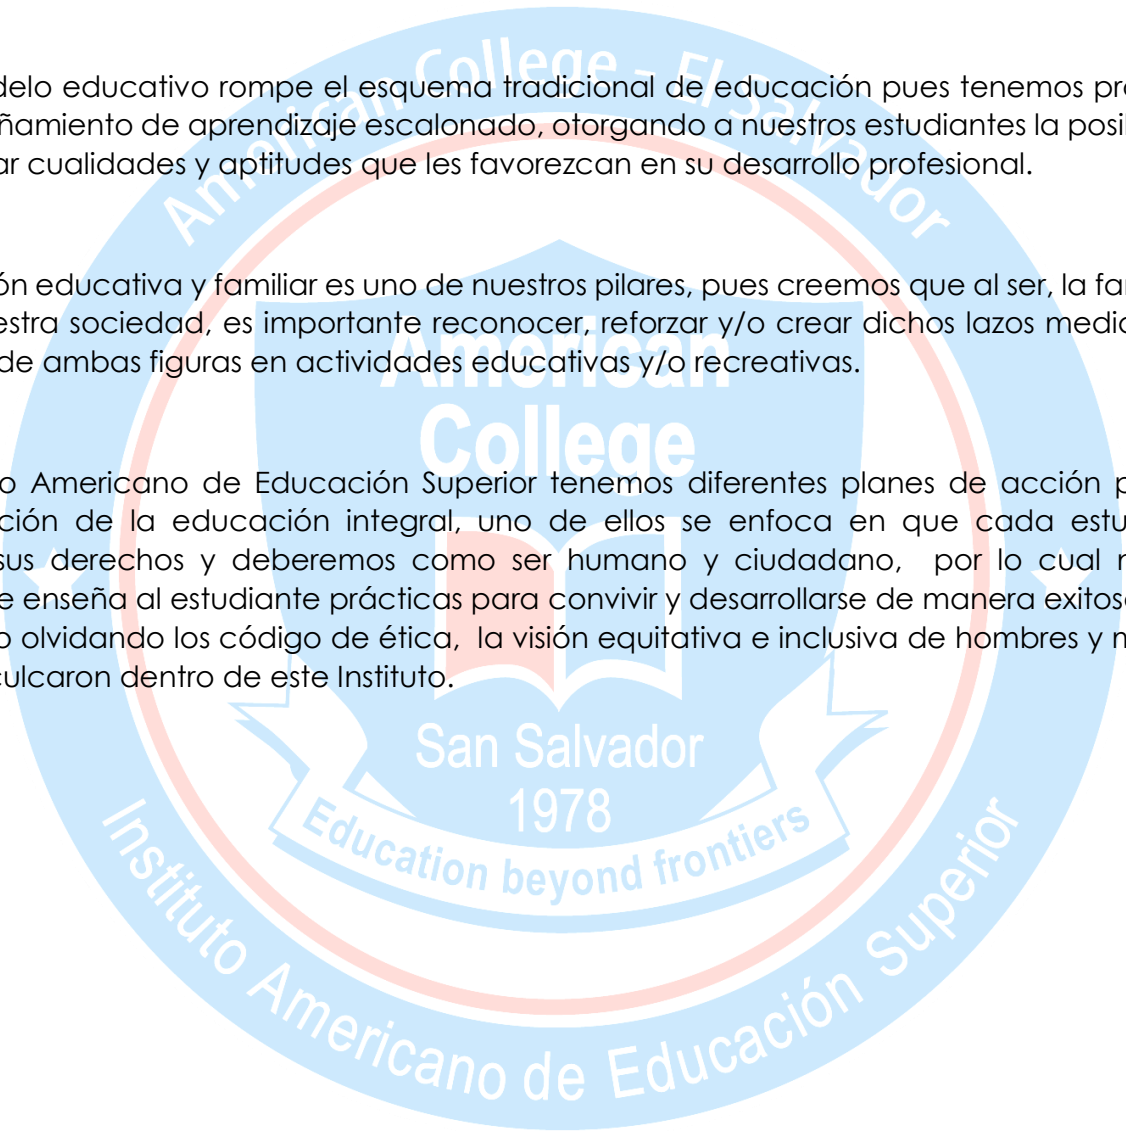 delo educativo rompe el esquema tradicional de educación pues tenemos pro
ñamiento de aprendizaje escalonado, otorgando a nuestros estudiantes la posil
ar cualidades y aptitudes que les favorezcan en su desarrollo profesional.
ón educativa y familiar es uno de nuestros pilares, pues creemos que al ser, la far
estra sociedad, es importante reconocer, reforzar y/o crear dichos lazos media
de ambas figuras en actividades educativas y/o recreativas.
o Americano de Educación Superior tenemos diferentes planes de acción p
ción de la educación integral, uno de ellos se enfoca en que cada estu
sus derechos y deberemos como ser humano y ciudadano, por lo cual n
e enseña al estudiante prácticas para convivir y desarrollarse de manera exitosa
o olvidando los código de ética, la visión equitativa e inclusiva de hombres y m
culcaron dentro de este Instituto.
American College - El Salvador
American
College
San Salvador
1978
Education beyond frontiers
Instituto Americano de Educación Superior